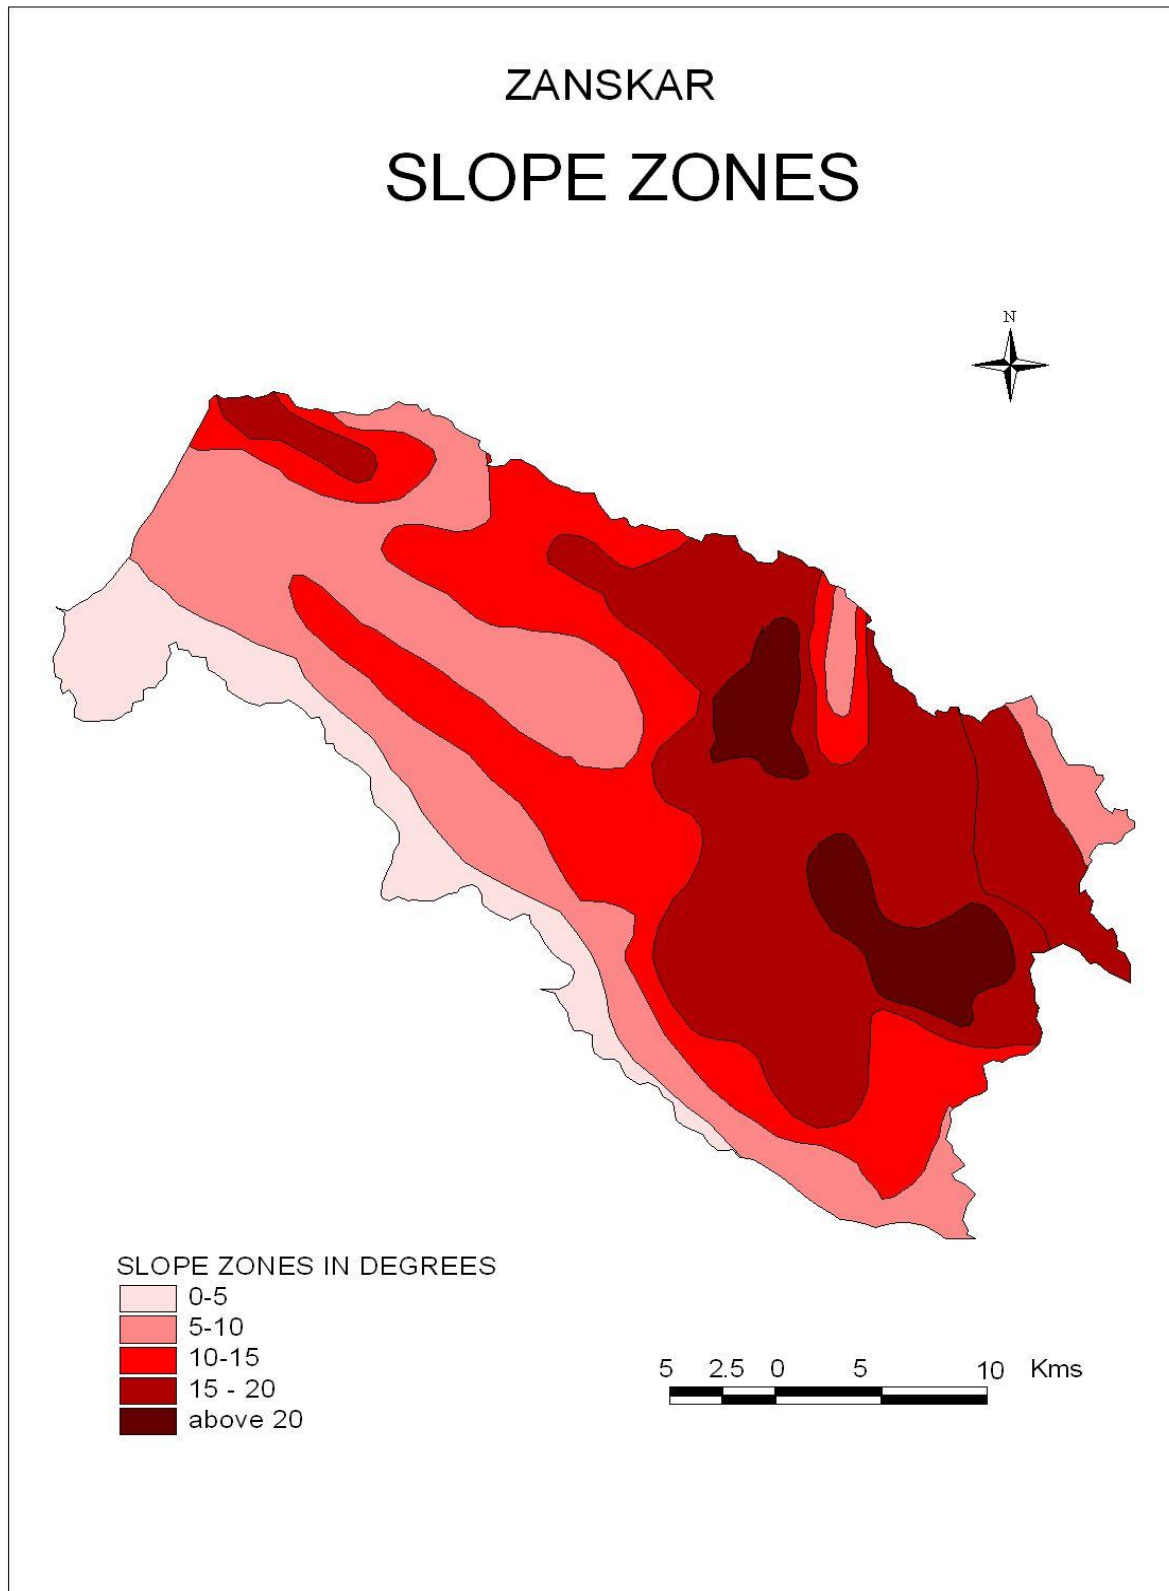 ZANSKAR
SLOPE ZONES
N
SLOPE ZONES IN DEGREES
0-5
5-10
10-15
15 - 20
above 20
5 2.5 0 5 10 Kms